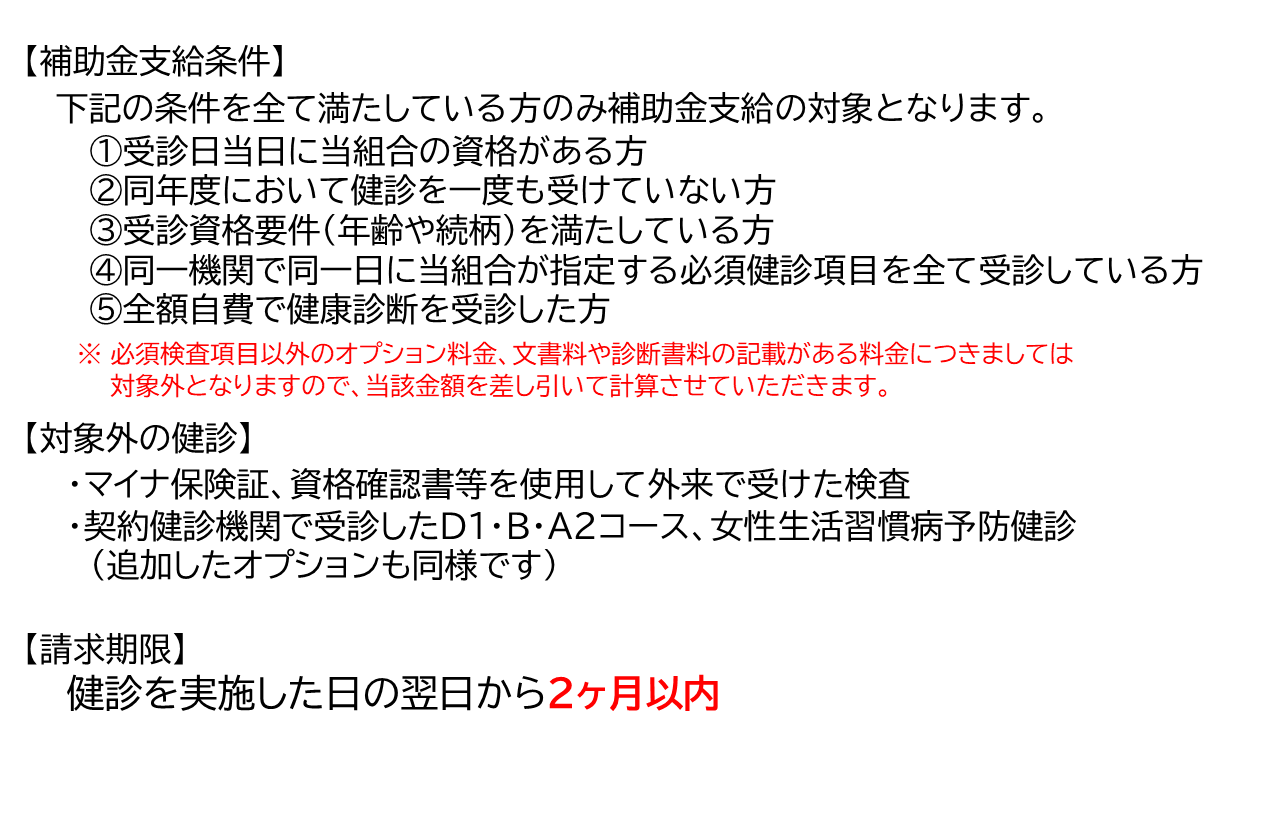 【補助金支給条件】
下記の条件を全て満たしている方のみ補助金支給の対象となります。
①受診日当日に当組合の資格がある方
②同年度において健診を一度も受けていない方
③受診資格要件（年齢や続柄）を満たしている方
④同一機関で同一日に当組合が指定する必須健診項目を全て受診している方
⑤全額自費で健康診断を受診した方
※ 必須検査項目以外のオプション料金、文書料や診断書料の記載がある料金につきましては
対象外となりますので、当該金額を差し引いて計算させていただきます。
【対象外の健診】
・マイナ保険証、資格確認書等を使用して外来で受けた検査
・契約健診機関で受診したD1・B・A2コース、女性生活習慣病予防健診
（追加したオプションも同様です）
【請求期限】
健診を実施した日の翌日から2ヶ月以内